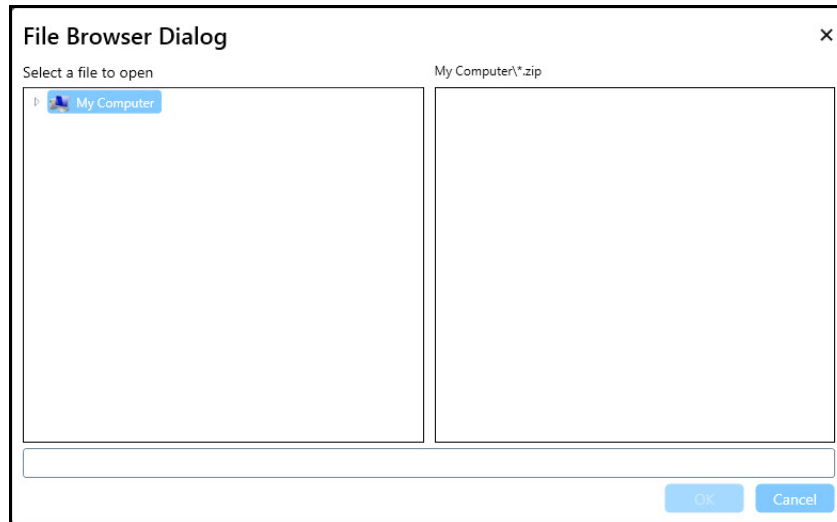 File Browser Dialog
Select a file to open
My Computer\*.zip
My Computer
OK
Cancel